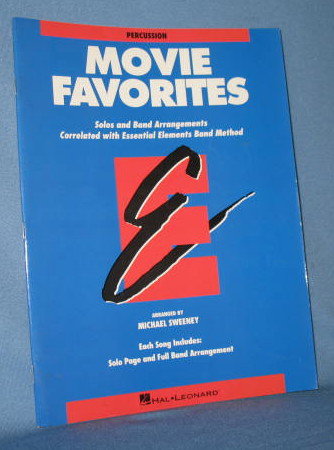 PERCUSSION
MOVIE
FAVORITES
Solos and Band Arrangements
Correlated with Essential Elements Band Method
E
E
ARRANGED BY
MICHAEL SWEENEY
Each Song Includes:
Solo Page and Full Band Arrangement
HAL•LEONARD®